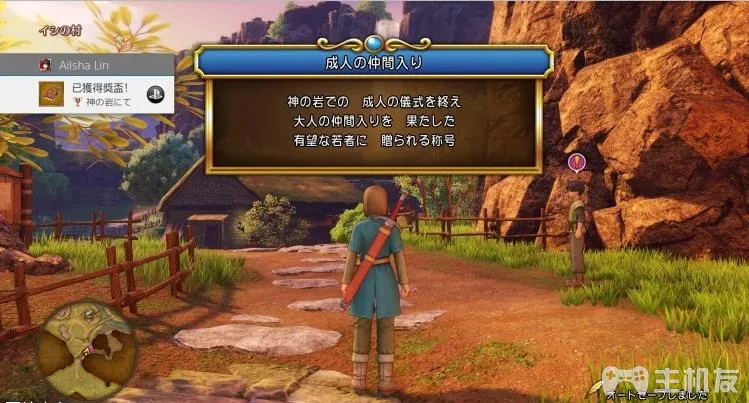 イシの村
Ailsha Lin
已獲得獎盃!
神の岩にて
成人の仲間入り
神の岩での 成人の儀式を終え
大人の仲間入りを 果たした
有望な若者に 贈られる称号
主机友
オートセーブしました